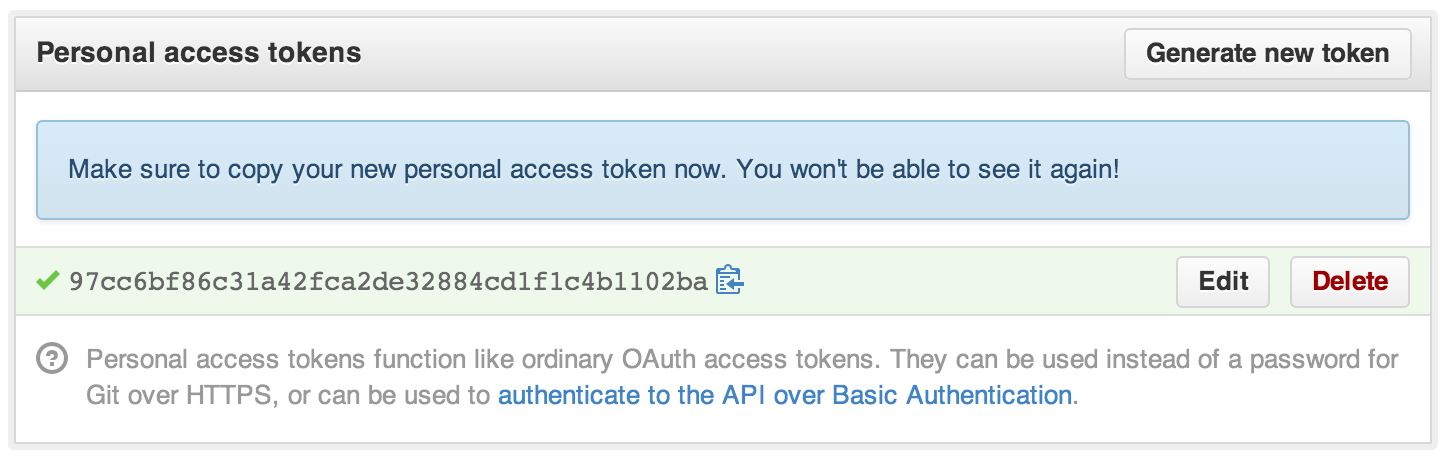 Personal access tokens
Generate new token
Make sure to copy your new personal access token now. You won't be able to see it again!
97cc6bf86c31a42fca2de32884cd1f1c4b1102ba
Edit
Delete
Personal access tokens function like ordinary OAuth access tokens. They can be used instead of a password for
Git over HTTPS, or can be used to authenticate to the API over Basic Authentication.